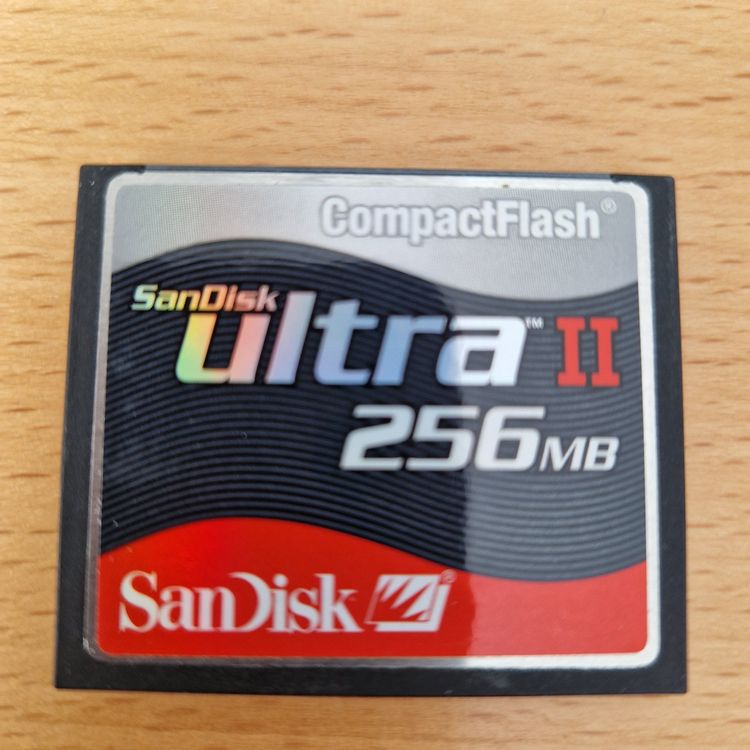 CompactFlash®
SanDisk
ultra™ II
256MB
SanDisk®